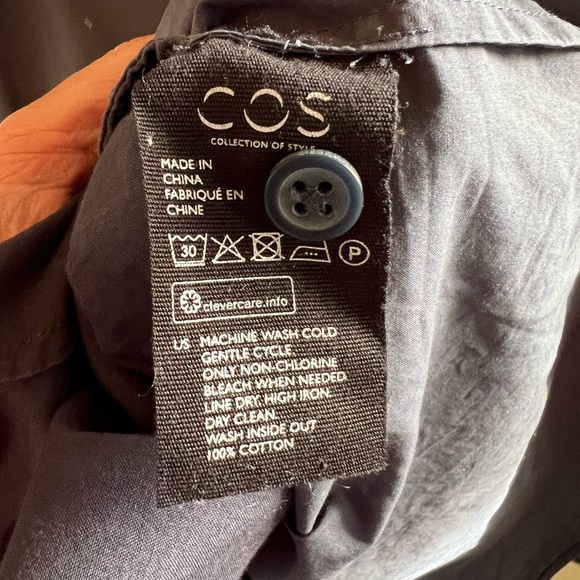 COS
COLLECTION OF STYLE
MADE IN
CHINA
FABRIQUÉ EN
CHINE
30
P
clevercare.info
US MACHINE WASH COLD
GENTLE CYCLE
ONLY NON-CHLORINE
BLEACH WHEN NEEDED
LINE DRY. HIGH IRON.
DRY CLEAN.
WASH INSIDE OUT
100% COTTON